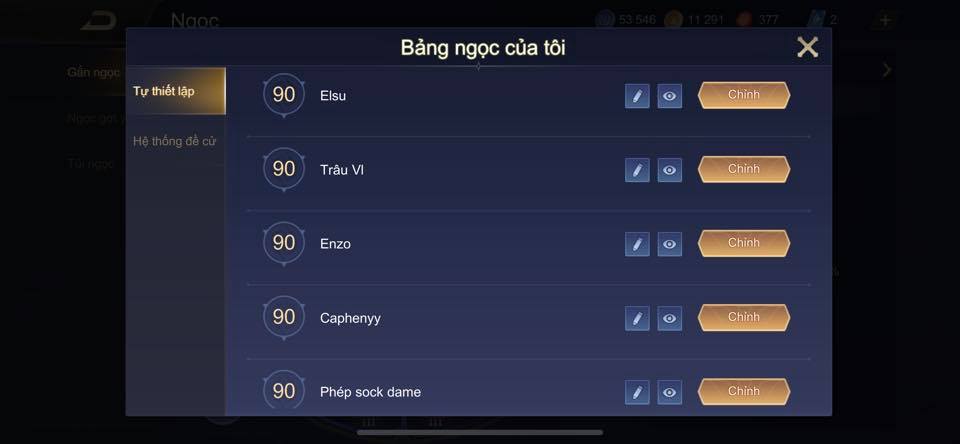 Ngọc
53 546
11 291
377
2
Bảng ngọc của tôi
Gắn ngọc
Tự thiết lập
Hệ thống đề cử
Túi ngọc
90 Elsu Chỉnh
90 Trâu Vl Chỉnh
90 Enzo Chỉnh
90 Caphenyy Chỉnh
90 Phép sock dame Chỉnh